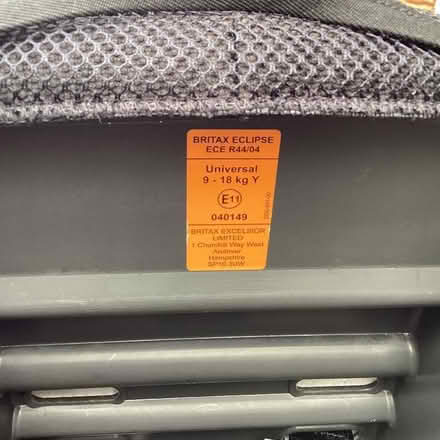 BRITAX ECLIPSE
ECE R44/04
Universal
9 - 18 kg Y
E11
040149
BRITAX EXCELSIOR
LIMITED
1 Churchill Way West
Andover
Hampshire
SP10 3UW